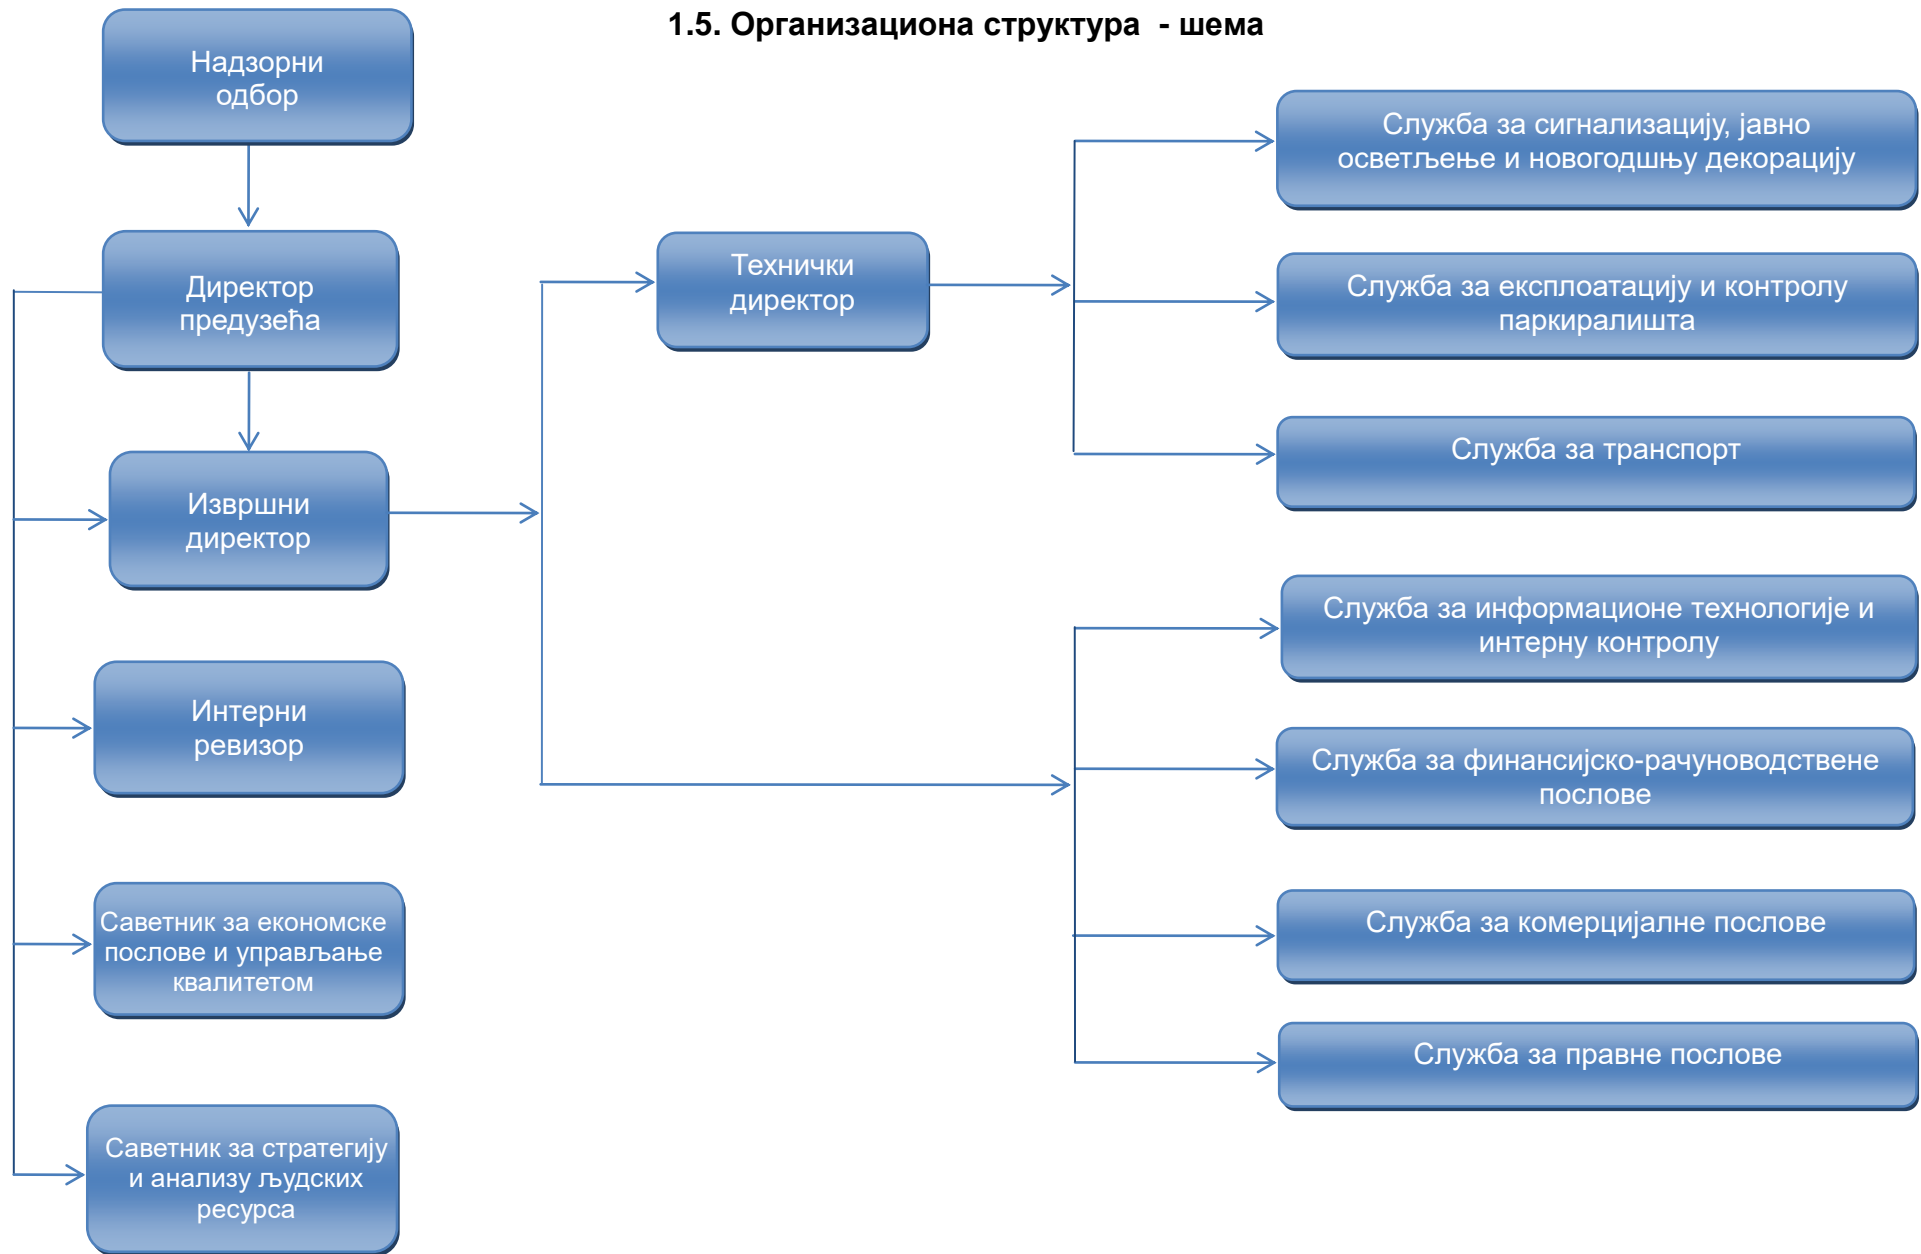 1.5. Организациона структура - шема
Надзорни
одбор
Директор
предузећа
Извршни
директор
Интерни
ревизор
Саветник за економске
послове и управљање
квалитетом
Саветник за стратегију
и анализу људских
ресурса
Технички
директор
Служба за сигнализацију, јавно
осветљење и новогодшњу декорацију
Служба за експлоатацију и контролу
паркиралишта
Служба за транспорт
Служба за информационе технологије и
интерну контролу
Служба за финансијско-рачуноводствене
послове
Служба за комерцијалне послове
Служба за правне послове